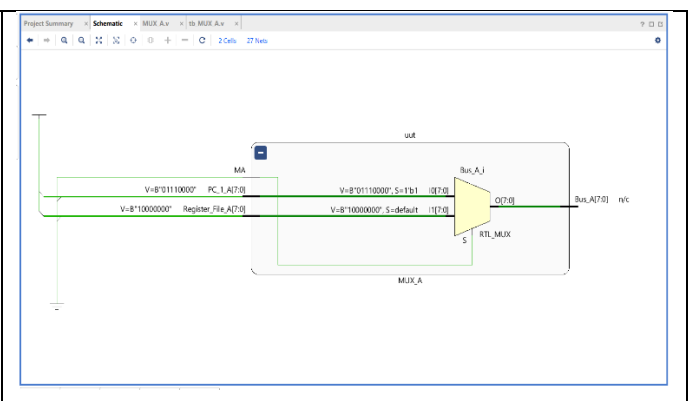 Project Summary × Schematic × MUX A.v × tb MUX A.v × ? □ □
2 Cells 27 Nets
uut
MA Bus_A_i
V=B"01110000" PC_1_A[7:0] V=B"01110000", S=1'b1 I0[7:0]
O[7:0] Bus_A[7:0] n/c
V=B"10000000" Register_File_A[7:0] V=B"10000000", S=default I1[7:0]
S RTL_MUX
MUX_A